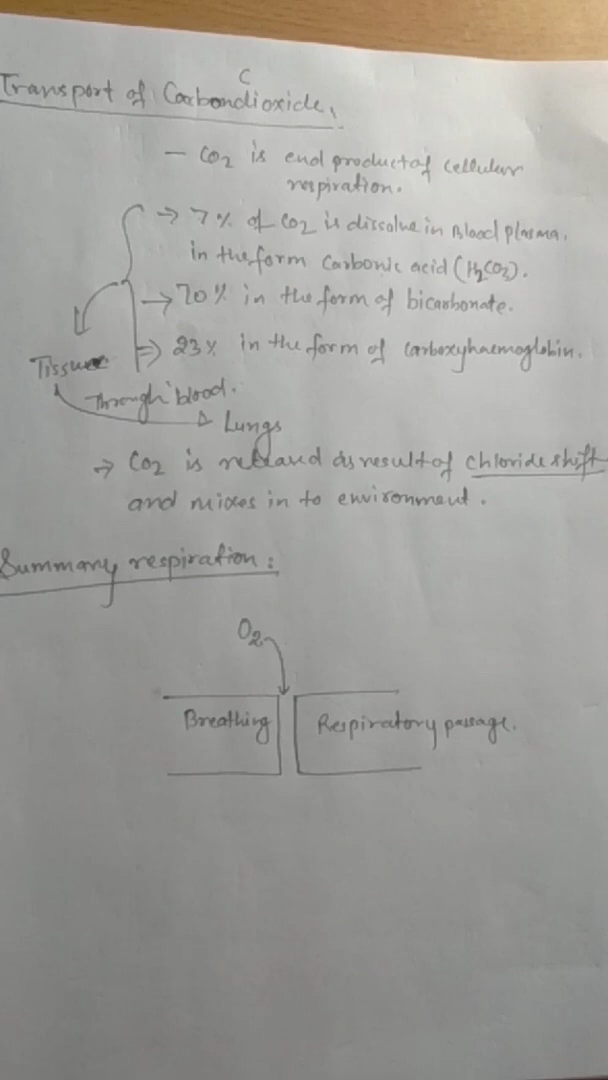 C
Transport of Carbondioxide,
— CO2 is end product of cellular
respiration.
→ 7% of CO2 is dissolve in Blood plasma.
in the form Carbonic acid (H2CO3).
→ 70% in the form of bicarbonate.
⇒ 23% in the form of Carboxyhaemoglobin.
Tissue
Through blood.
Lungs
→ CO2 is as result of chloride shift
and mixes in to environment.
Summary respiration:
O2
Breathing
Respiratory passage.